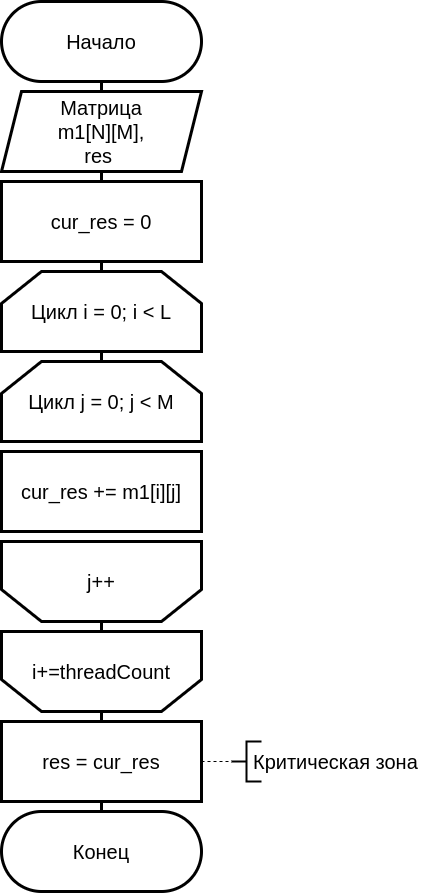 Начало
Матрица
m1[N][M],
res
cur_res = 0
Цикл i = 0; i < L
Цикл j = 0; j < M
cur_res += m1[i][j]
j++
i+=threadCount
res = cur_res
Критическая зона
Конец